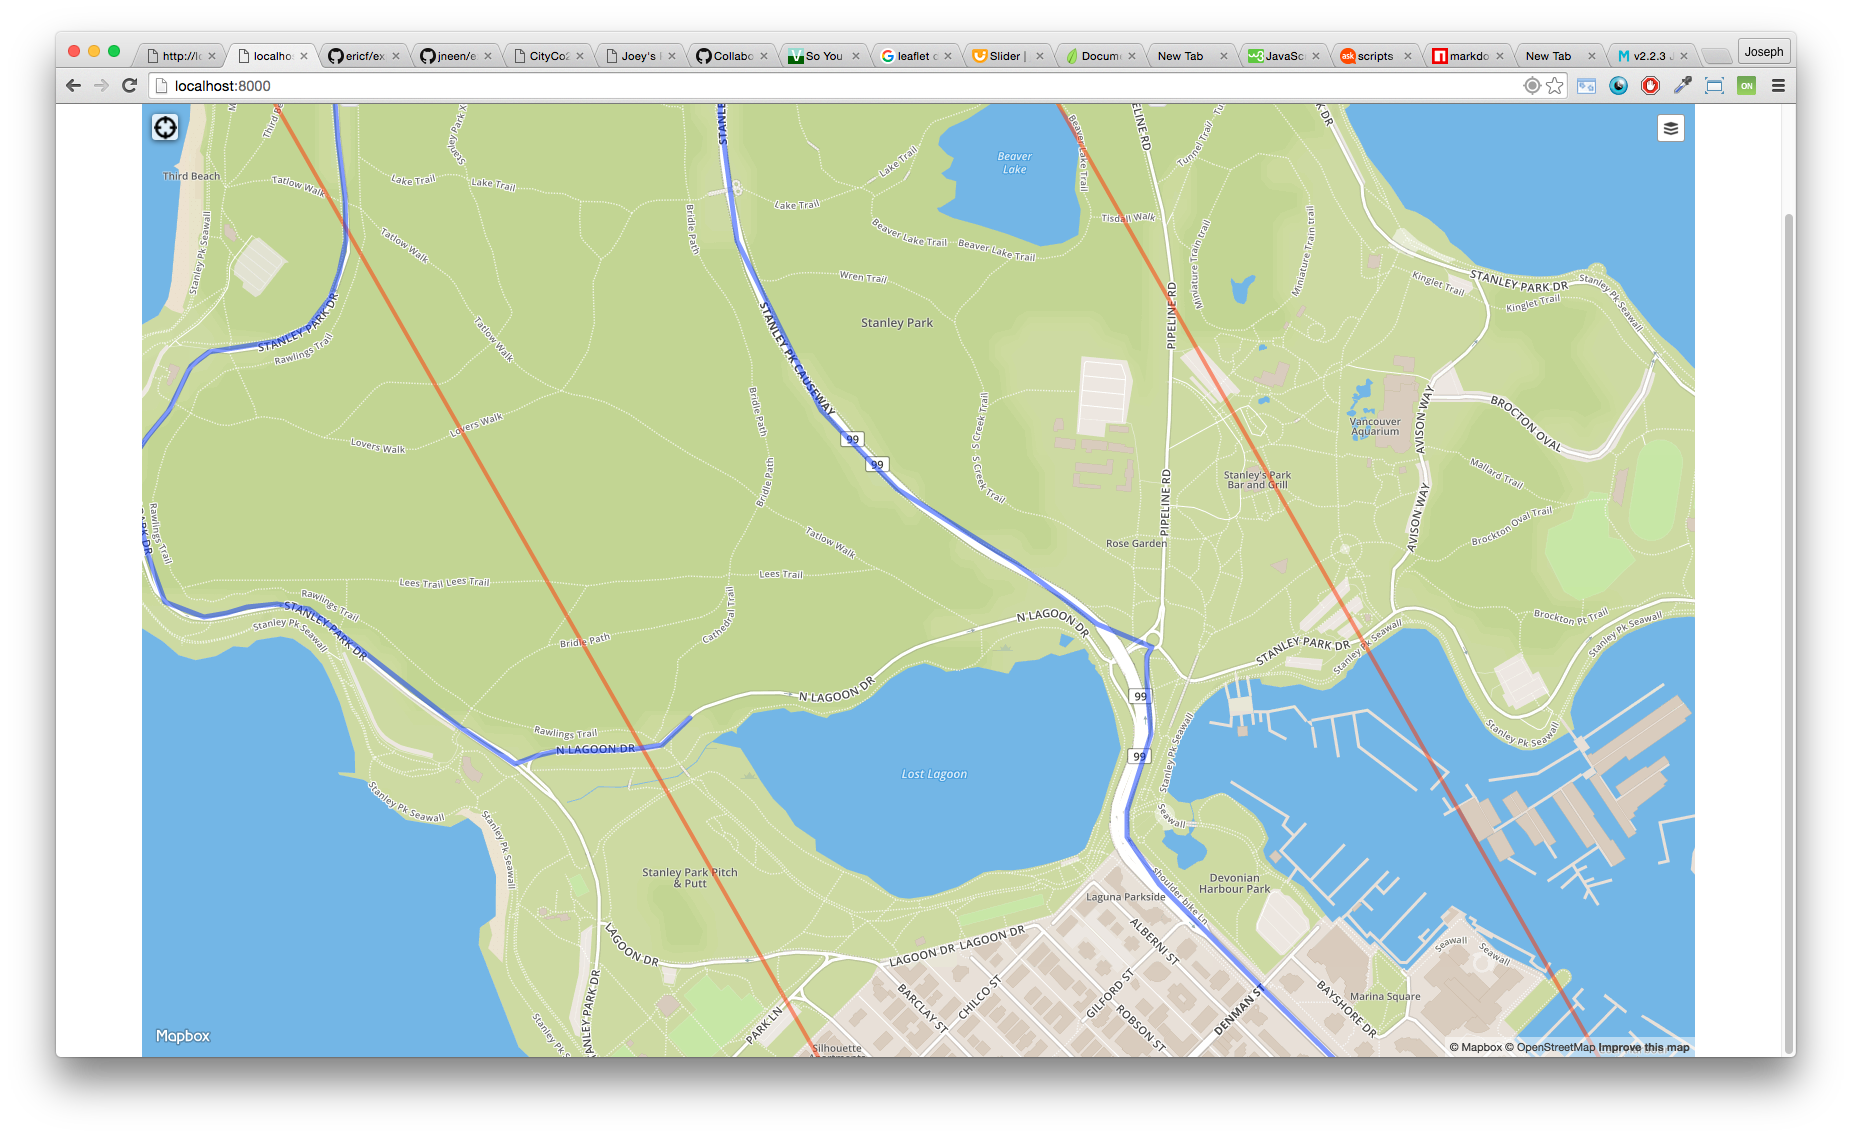 http://lo
localhos
ericf/ex
jneen/e
CityCo2
Joey's
Collabo
So You
leaflet c
Slider |
Docum
New Tab
JavaSc
scripts
markdo
New Tab
v2.2.3
Joseph
localhost:8000
ON
Third Beach
Third Be
Tatlow Walk
Lake Trail
Lake Trail
Stanley Park
STANLEY
Lake Trail
Lake Trail
Beaver
Lake
Beaver Lake Trail
PIPELINE RD
Tunnel Trail
PARK DR
Tisdall Walk
Beaver Lake Trail
Beaver Lake Trail
Bridle Path
Tatlow Walk
Stanley Pk Seawall
Wren Trail
Miniature Train trail
Miniature Train trail
Kinglet Trail
STANLEY PARK DR
Kinglet Trail
Stanley Pk Seawall
STANLEY PARK DR
Rawlings Trail
Tatlow Walk
STANLEY PK CAUSEWAY
Stanley Park
PIPELINE RD
Bridle Path
Lovers Walk
Lovers Walk
99
99
S Creek Trail
S Creek Trail
Vancouver
Aquarium
AVISON WAY
BROCTON OVAL
Mallard Trail
Stanley's Park
Bar and Grill
PIPELINE RD
Bridle Path
AVISON WAY
Brockton Oval Trail
Rose Garden
Tatlow Walk
PARK DR
Rawlings Trail
Lees Trail
Lees Trail
Lees Trail
Cathedral Trail
Rawlings Trail
STANLEY PARK DR
Stanley Pk Seawall
Bridle Path
N LAGOON DR
STANLEY PARK DR
Stanley Pk Seawall
Brockton Pt Trail
Stanley Pk Seawall
N LAGOON DR
99
Rawlings Trail
N LAGOON DR
99
Stanley Pk Seawall
Stanley Pk Seawall
Lost Lagoon
Stanley Pk Seawall
Stanley Pk Seawall
Seawall
Stanley Park Pitch
& Putt
Devonian
Harbour Park
Laguna Parkside
shoulder bike Ln
LAGOON DR
LAGOON DR
LAGOON DR
ALBERNI ST
Seawall
Seawall
STANLEY PARK DR
BARCLAY ST
CHILCO ST
GILFORD ST
ROBSON ST
DENMAN ST
BAYSHORE DR
Marina Square
PARK LN
Stanley Pk S
Silhouette
Apartments
Mapbox
© Mapbox © OpenStreetMap Improve this map